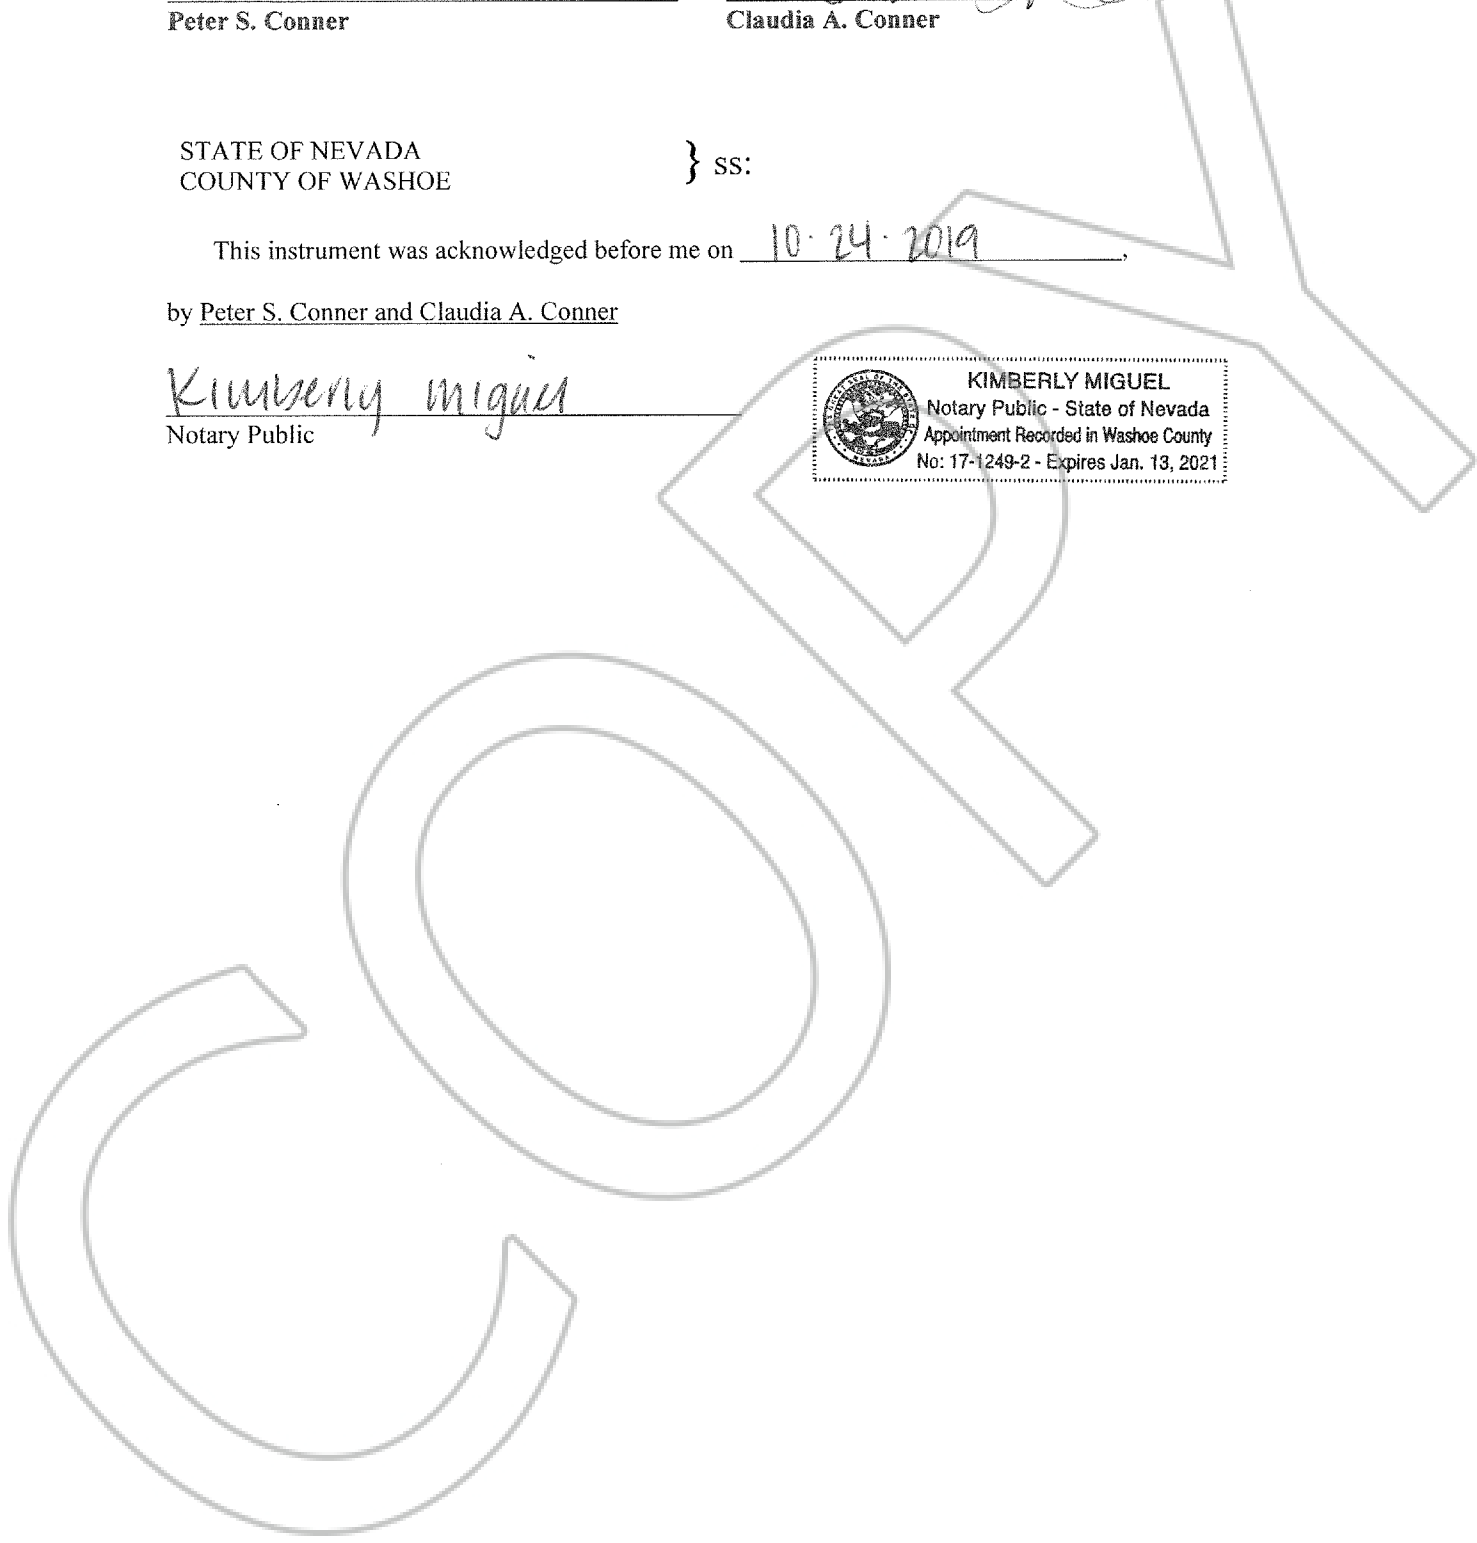 Peter S. Conner
Claudia A. Conner
STATE OF NEVADA
COUNTY OF WASHOE
} ss:
This instrument was acknowledged before me on 10·24·2019,
by Peter S. Conner and Claudia A. Conner
Kimberly Miguel
Notary Public
KIMBERLY MIGUEL
Notary Public - State of Nevada
Appointment Recorded in Washoe County
No: 17-1249-2 - Expires Jan. 13, 2021
COPY